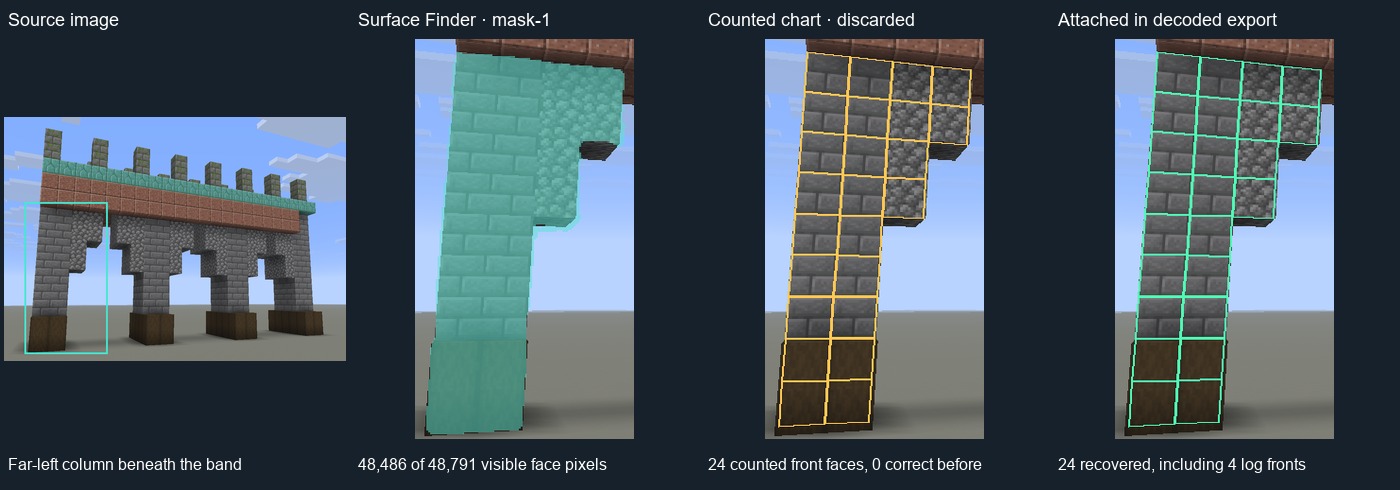 Source image
Surface Finder · mask-1
Counted chart · discarded
Attached in decoded export
Far-left column beneath the band
48,486 of 48,791 visible face pixels
24 counted front faces, 0 correct before
24 recovered, including 4 log fronts